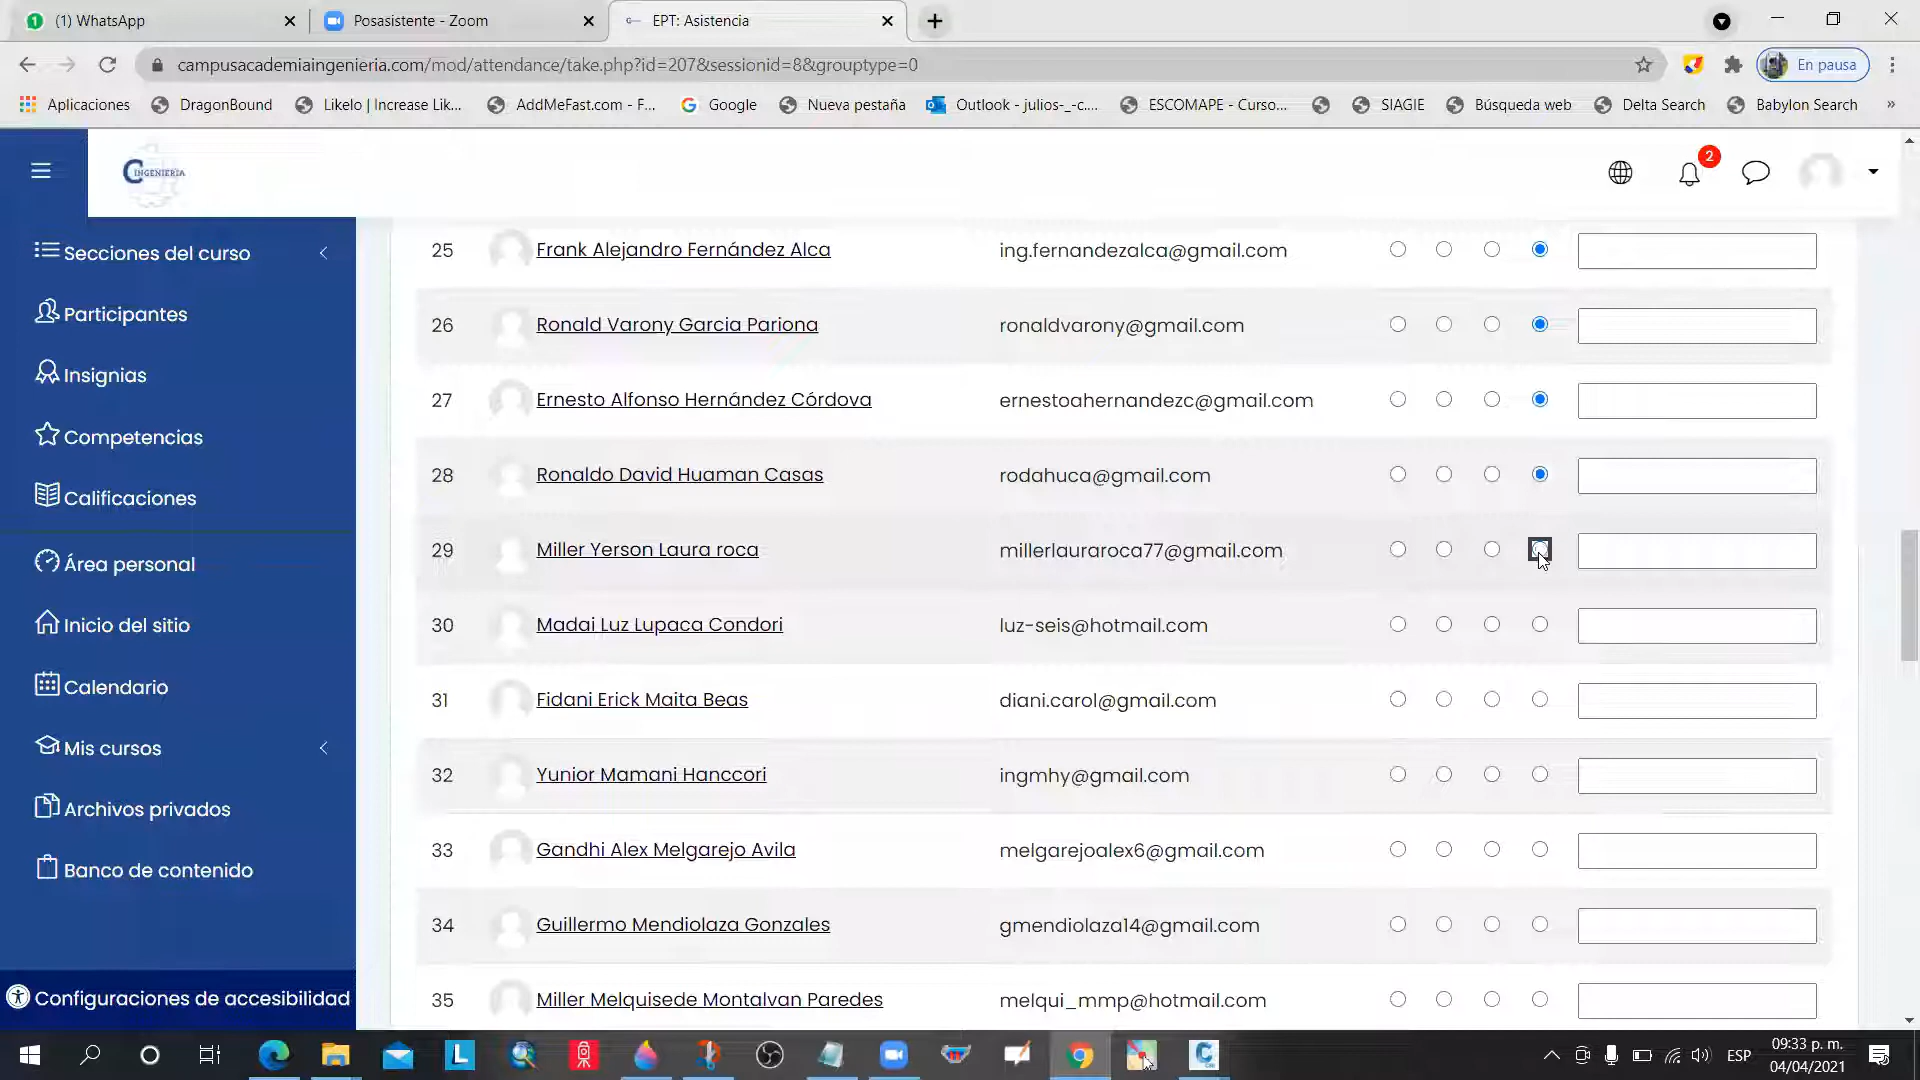 (1) WhatsApp
Posasistente - Zoom
EPT: Asistencia
campusacademiaingenieria.com/mod/attendance/take.php?id=207&sessionid=8&grouptype=0
En pausa
Aplicaciones
DragonBound
Likelo | Increase Lik...
AddMeFast.com - F...
Google
Nueva pestaña
Outlook - julios-_-c....
ESCOMAPE - Curso...
SIAGIE
Búsqueda web
Delta Search
Babylon Search
»
C INGENIERIA
2
Secciones del curso
Participantes
Insignias
Competencias
Calificaciones
Área personal
Inicio del sitio
Calendario
Mis cursos
Archivos privados
Banco de contenido
Configuraciones de accesibilidad
25 Frank Alejandro Fernández Alca ing.fernandezalca@gmail.com
26 Ronald Varony Garcia Pariona ronaldvarony@gmail.com
27 Ernesto Alfonso Hernández Córdova ernestoahernandezc@gmail.com
28 Ronaldo David Huaman Casas rodahuca@gmail.com
29 Miller Yerson Laura roca millerlauraroca77@gmail.com
30 Madai Luz Lupaca Condori luz-seis@hotmail.com
31 Fidani Erick Maita Beas diani.carol@gmail.com
32 Yunior Mamani Hanccori ingmhy@gmail.com
33 Gandhi Alex Melgarejo Avila melgarejoalex6@gmail.com
34 Guillermo Mendiolaza Gonzales gmendiolaza14@gmail.com
35 Miller Melquisede Montalvan Paredes melqui_mmp@hotmail.com
ESP
09:33 p. m.
04/04/2021